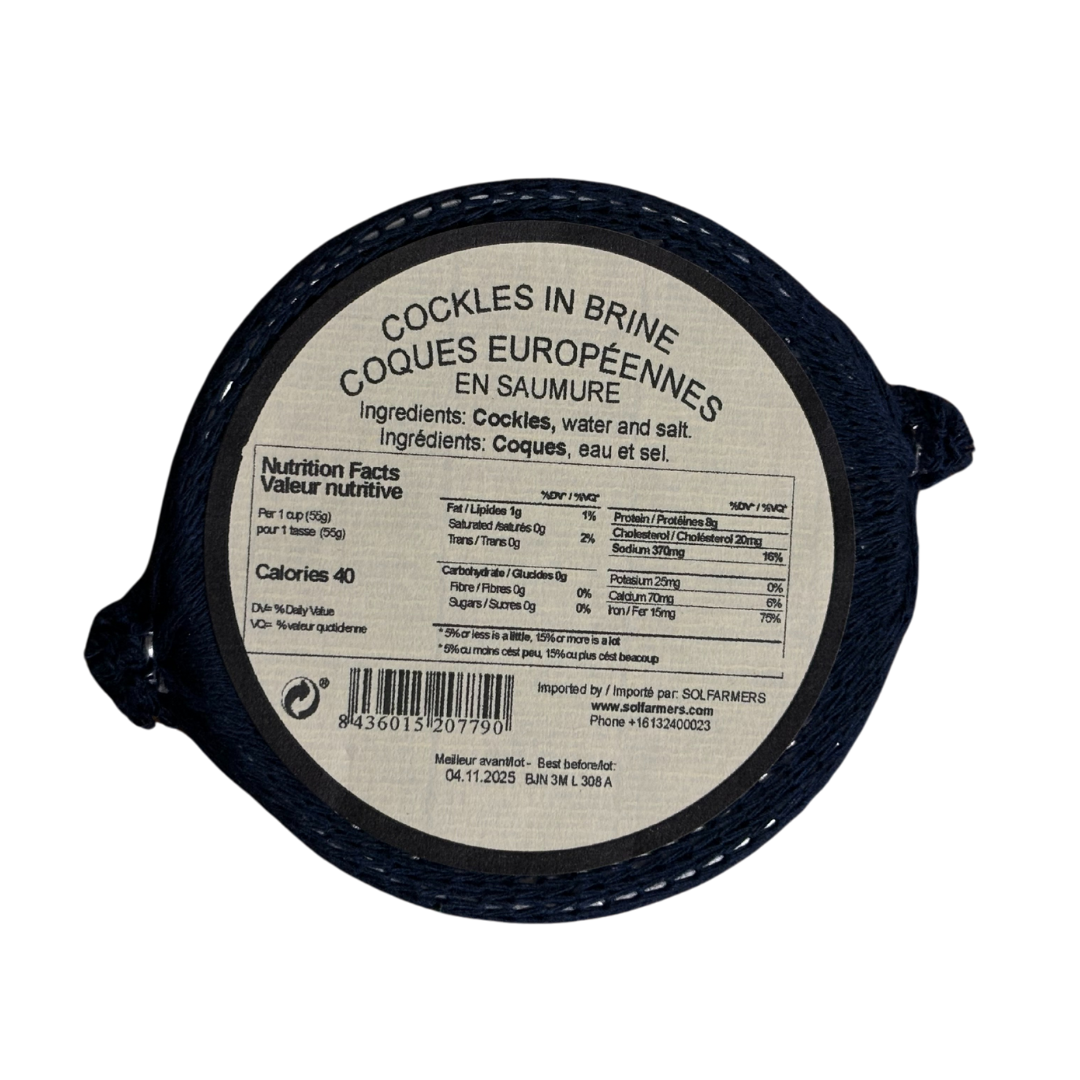 COCKLES IN BRINE
COQUES EUROPÉENNES
EN SAUMURE
Ingredients: Cockles, water and salt.
Ingrédients: Coques, eau et sel.
Nutrition Facts
Valeur nutritive
Per 1 cup (55g)
pour 1 tasse (55g)
Calories 40
DV= % Daily Value
VQ= % valeur quotidienne
%DV* / %VQ*
Fat / Lipides 1g 1%
Saturated /saturés 0g
Trans / Trans 0g 2%
Carbohydrate / Glucides 0g
Fibre / Fibres 0g 0%
Sugars / Sucres 0g 0%
%DV* / %VQ*
Protein / Protéines 8g
Cholesterol / Cholésterol 20mg
Sodium 370mg 16%
Potasium 25mg 0%
Calcium 70mg 6%
Iron / Fer 15mg 75%
* 5% or less is a little, 15% or more is a lot
* 5% ou moins cést peu, 15% ou plus cést beacoup
®
8 436015 207790
Imported by / Importé par: SOLFARMERS
www.solfarmers.com
Phone +16132400023
Meilleur avant/lot - Best before/lot:
04.11.2025 BJN 3M L 308 A